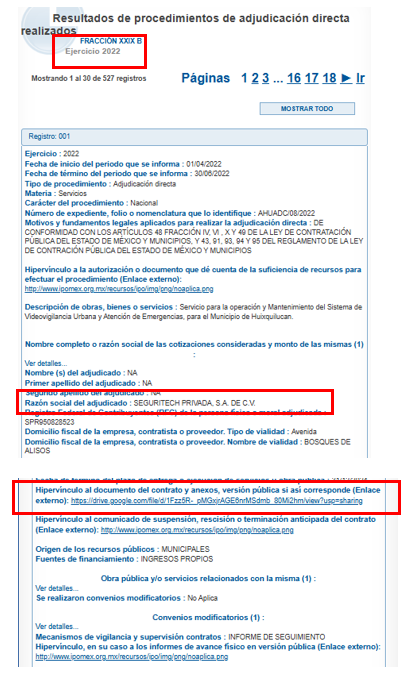 Resultados de procedimientos de adjudicación directa
realizados
FRACCIÓN XXIX B
Ejercicio 2022
Mostrando 1 al 30 de 527 registros
Páginas 1 2 3 ... 16 17 18 ► Ir
MOSTRAR TODO
Registro: 001
Ejercicio : 2022
Fecha de inicio del periodo que se informa : 01/04/2022
Fecha de término del periodo que se informa : 30/06/2022
Tipo de procedimiento : Adjudicación directa
Materia : Servicios
Carácter del procedimiento : Nacional
Número de expediente, folio o nomenclatura que lo identifique : AHUADC/08/2022
Motivos y fundamentos legales aplicados para realizar la adjudicación directa : DE
CONFORMIDAD CON LOS ARTÍCULOS 48 FRACCIÓN IV, VI , X Y 49 DE LA LEY DE CONTRATACIÓN
PÚBLICA DEL ESTADO DE MÉXICO Y MUNICIPIOS, Y 43, 91, 93, 94 Y 95 DEL REGLAMENTO DE LA LEY
DE CONTRACIÓN PÚBLICA DEL ESTADO DE MÉXICO Y MUNICIPIOS
Hipervínculo a la autorización o documento que dé cuenta de la suficiencia de recursos para
efectuar el procedimiento (Enlace externo):
http://www.ipomex.org.mx/recursos/ipo/img/png/noaplica.png
Descripción de obras, bienes o servicios : Servicio para la operación y Mantenimiento del Sistema de
Videovigilancia Urbana y Atención de Emergencias, para el Municipio de Huixquilucan.
Nombre completo o razón social de las cotizaciones consideradas y monto de las mismas (1)
:
Ver detalles...
Nombre (s) del adjudicado : NA
Primer apellido del adjudicado : NA
Segundo apellido del adjudicado : NA
Razón social del adjudicado : SEGURITECH PRIVADA, S.A. DE C.V.
Registro Federal de Contribuyentes (RFC) de la persona física o moral adjudicada :
SPR950828523
Domicilio fiscal de la empresa, contratista o proveedor. Tipo de vialidad : Avenida
Domicilio fiscal de la empresa, contratista o proveedor. Nombre de vialidad : BOSQUES DE
ALISOS
Hipervínculo al documento del contrato y anexos, versión pública si así corresponde (Enlace
externo): https://drive.google.com/file/d/1Fzz5R-_pMGxjrAGE6nrMSdmb_80Mi2hm/view?usp=sharing
Hipervínculo al comunicado de suspensión, rescisión o terminación anticipada del contrato
(Enlace externo): http://www.ipomex.org.mx/recursos/ipo/img/png/noaplica.png
Origen de los recursos públicos : MUNICIPALES
Fuentes de financiamiento : INGRESOS PROPIOS
Obra pública y/o servicios relacionados con la misma (1) :
Ver detalles...
Se realizaron convenios modificatorios : No Aplica
Convenios modificatorios (1) :
Ver detalles...
Mecanismos de vigilancia y supervisión contratos : INFORME DE SEGUIMIENTO
Hipervínculo, en su caso a los informes de avance físico en versión pública (Enlace externo):
http://www.ipomex.org.mx/recursos/ipo/img/png/noaplica.png